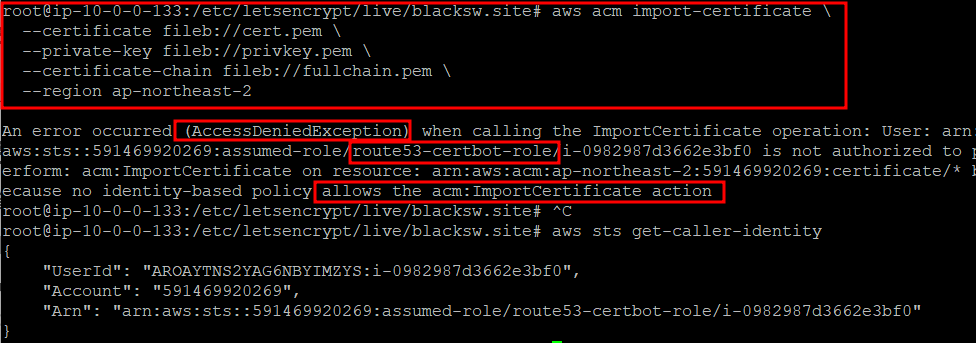 root@ip-10-0-0-133:/etc/letsencrypt/live/blacksw.site# aws acm import-certificate \
  --certificate fileb://cert.pem \
  --private-key fileb://privkey.pem \
  --certificate-chain fileb://fullchain.pem \
  --region ap-northeast-2
An error occurred (AccessDeniedException) when calling the ImportCertificate operation: User: arn:
aws:sts::591469920269:assumed-role/route53-certbot-role/i-0982987d3662e3bf0 is not authorized to p
erform: acm:ImportCertificate on resource: arn:aws:acm:ap-northeast-2:591469920269:certificate/* b
ecause no identity-based policy allows the acm:ImportCertificate action
root@ip-10-0-0-133:/etc/letsencrypt/live/blacksw.site# ^C
root@ip-10-0-0-133:/etc/letsencrypt/live/blacksw.site# aws sts get-caller-identity
{
    "UserId": "AROAYTNS2YAG6NBYIMZYS:i-0982987d3662e3bf0",
    "Account": "591469920269",
    "Arn": "arn:aws:sts::591469920269:assumed-role/route53-certbot-role/i-0982987d3662e3bf0"
}